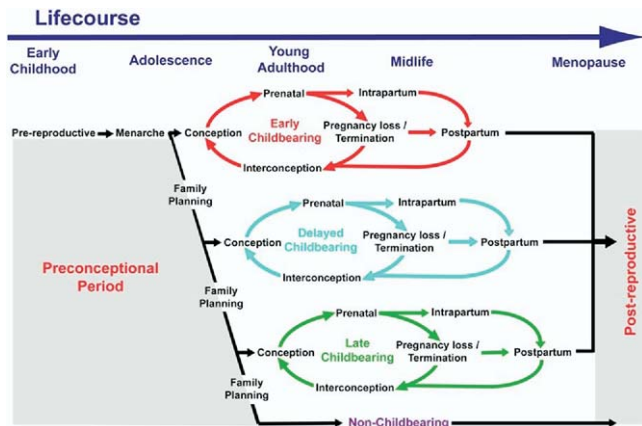 Lifecourse
Early
Childhood
Adolescence
Young
Adulthood
Midlife
Menopause
Prenatal
Intrapartum
Pre-reproductive
Menarche
Conception
Early
Childbearing
Pregnancy loss /
Termination
Postpartum
Interconception
Family
Planning
Prenatal
Intrapartum
Conception
Delayed
Childbearing
Pregnancy loss /
Termination
Postpartum
Interconception
Preconceptional
Period
Family
Planning
Prenatal
Intrapartum
Conception
Late
Childbearing
Pregnancy loss /
Termination
Postpartum
Interconception
Family
Planning
Non-Childbearing
Post-reproductive